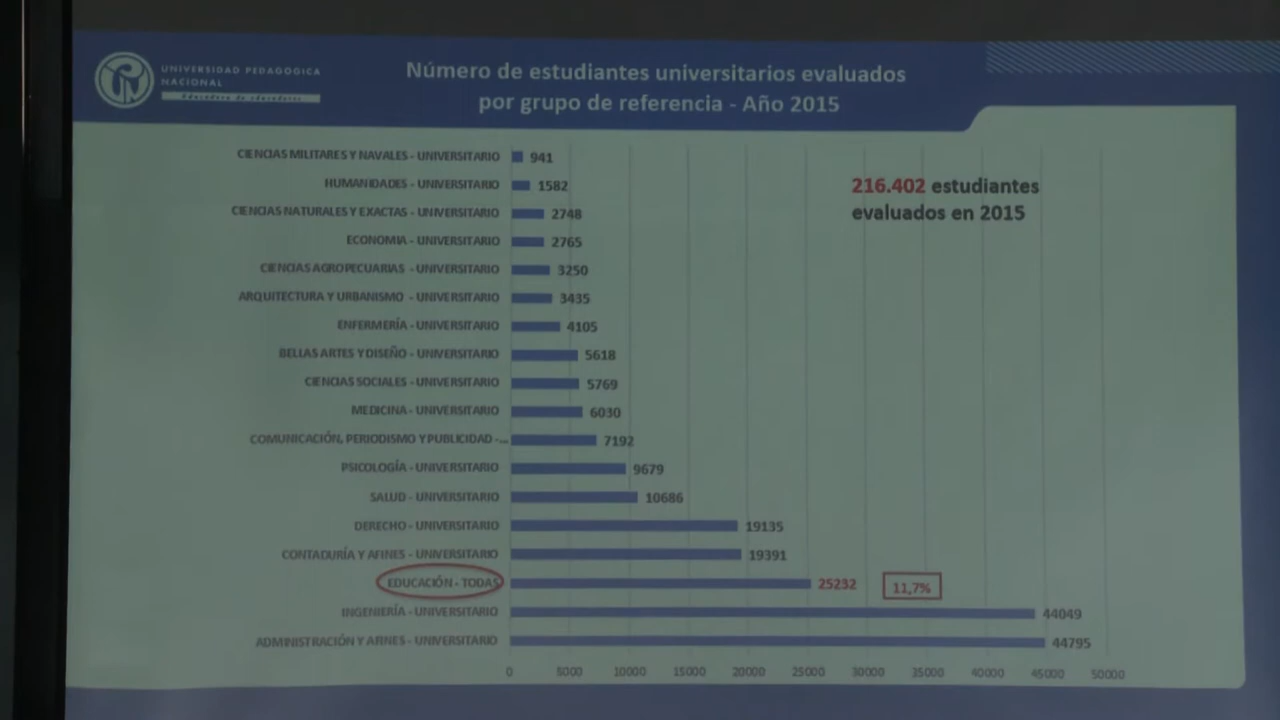 UNIVERSIDAD PEDAGOGICA
NACIONAL
Educadora de educadores
Número de estudiantes universitarios evaluados
por grupo de referencia - Año 2015
216.402 estudiantes
evaluados en 2015
CIENCIAS MILITARES Y NAVALES - UNIVERSITARIO 941
HUMANIDADES - UNIVERSITARIO 1582
CIENCIAS NATURALES Y EXACTAS - UNIVERSITARIO 2748
ECONOMIA - UNIVERSITARIO 2765
CIENCIAS AGROPECUARIAS - UNIVERSITARIO 3250
ARQUITECTURA Y URBANISMO - UNIVERSITARIO 3435
ENFERMERÍA - UNIVERSITARIO 4105
BELLAS ARTES Y DISEÑO - UNIVERSITARIO 5618
CIENCIAS SOCIALES - UNIVERSITARIO 5769
MEDICINA - UNIVERSITARIO 6030
COMUNICACIÓN, PERIODISMO Y PUBLICIDAD -... 7192
PSICOLOGÍA - UNIVERSITARIO 9679
SALUD - UNIVERSITARIO 10686
DERECHO - UNIVERSITARIO 19135
CONTADURÍA Y AFINES - UNIVERSITARIO 19391
EDUCACIÓN - TODAS 25232 11,7%
INGENIERÍA - UNIVERSITARIO 44049
ADMINISTRACIÓN Y AFINES - UNIVERSITARIO 44795
0 5000 10000 15000 20000 25000 30000 35000 40000 45000 50000